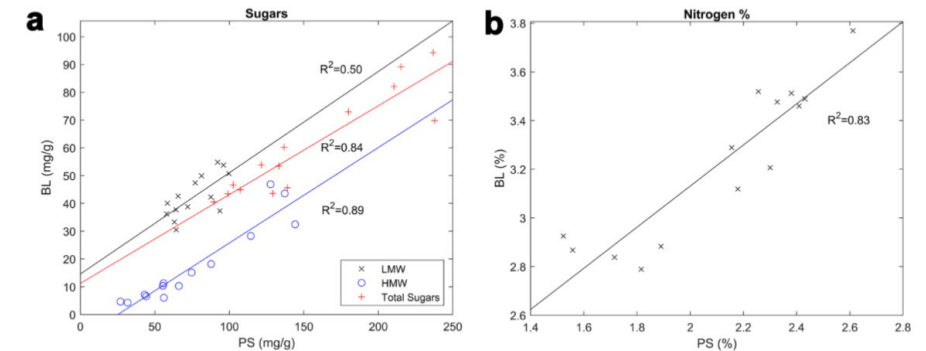 a
Sugars
100
90
80
70
60
50
40
30
20
10
0
BL (mg/g)
R²=0.50
R²=0.84
R²=0.89
LMW
HMW
Total Sugars
0 50 100 150 200 250
PS (mg/g)
b
Nitrogen %
3.8
3.6
3.4
3.2
3
2.8
2.6
BL (%)
R²=0.83
1.4 1.6 1.8 2 2.2 2.4 2.6 2.8
PS (%)